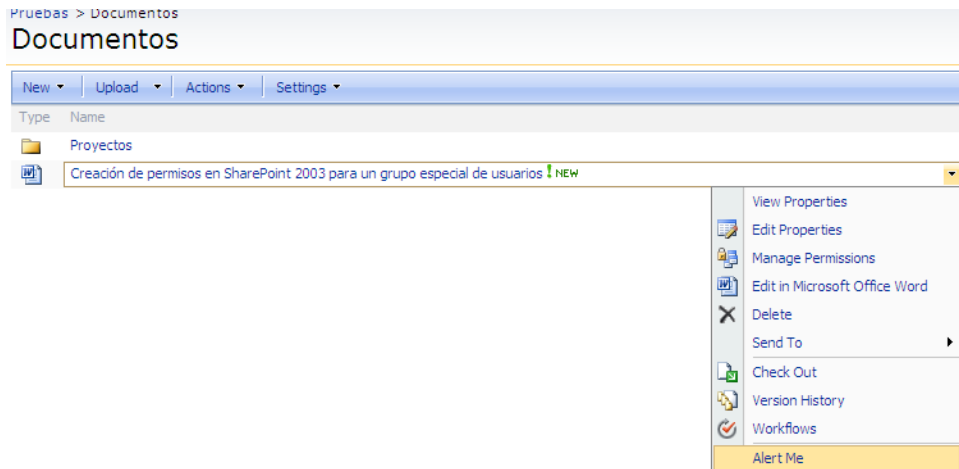 Pruebas > Documentos
Documentos
New Upload Actions Settings
Type Name
Proyectos
Creación de permisos en SharePoint 2003 para un grupo especial de usuarios ! NEW
View Properties
Edit Properties
Manage Permissions
Edit in Microsoft Office Word
Delete
Send To
Check Out
Version History
Workflows
Alert Me